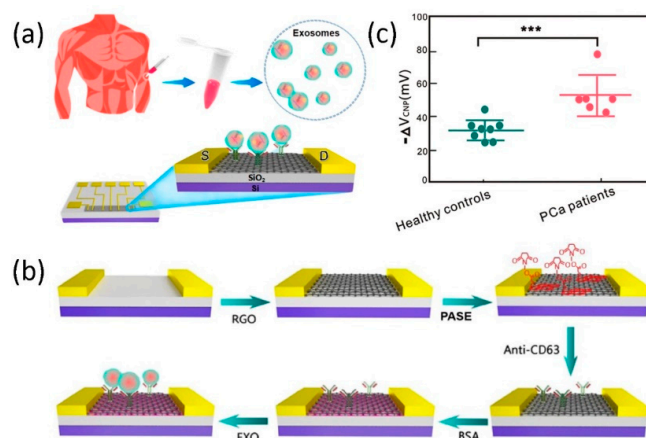 (a)
Exosomes
S
D
SiO₂
Si
(c)
***
-ΔV_CNP(mV)
100
80
60
40
20
0
Healthy controls
PCa patients
(b)
RGO
PASE
Anti-CD63
BSA
EXO